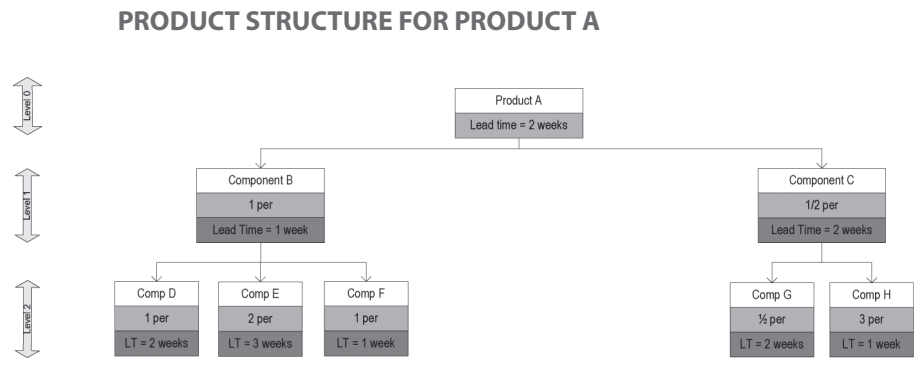 PRODUCT STRUCTURE FOR PRODUCT A
Level 0
Product A
Lead time = 2 weeks
Level 1
Component B
1 per
Lead Time = 1 week
Component C
1/2 per
Lead Time = 2 weeks
Level 2
Comp D
1 per
LT = 2 weeks
Comp E
2 per
LT = 3 weeks
Comp F
1 per
LT = 1 week
Comp G
½ per
LT = 2 weeks
Comp H
3 per
LT = 1 week